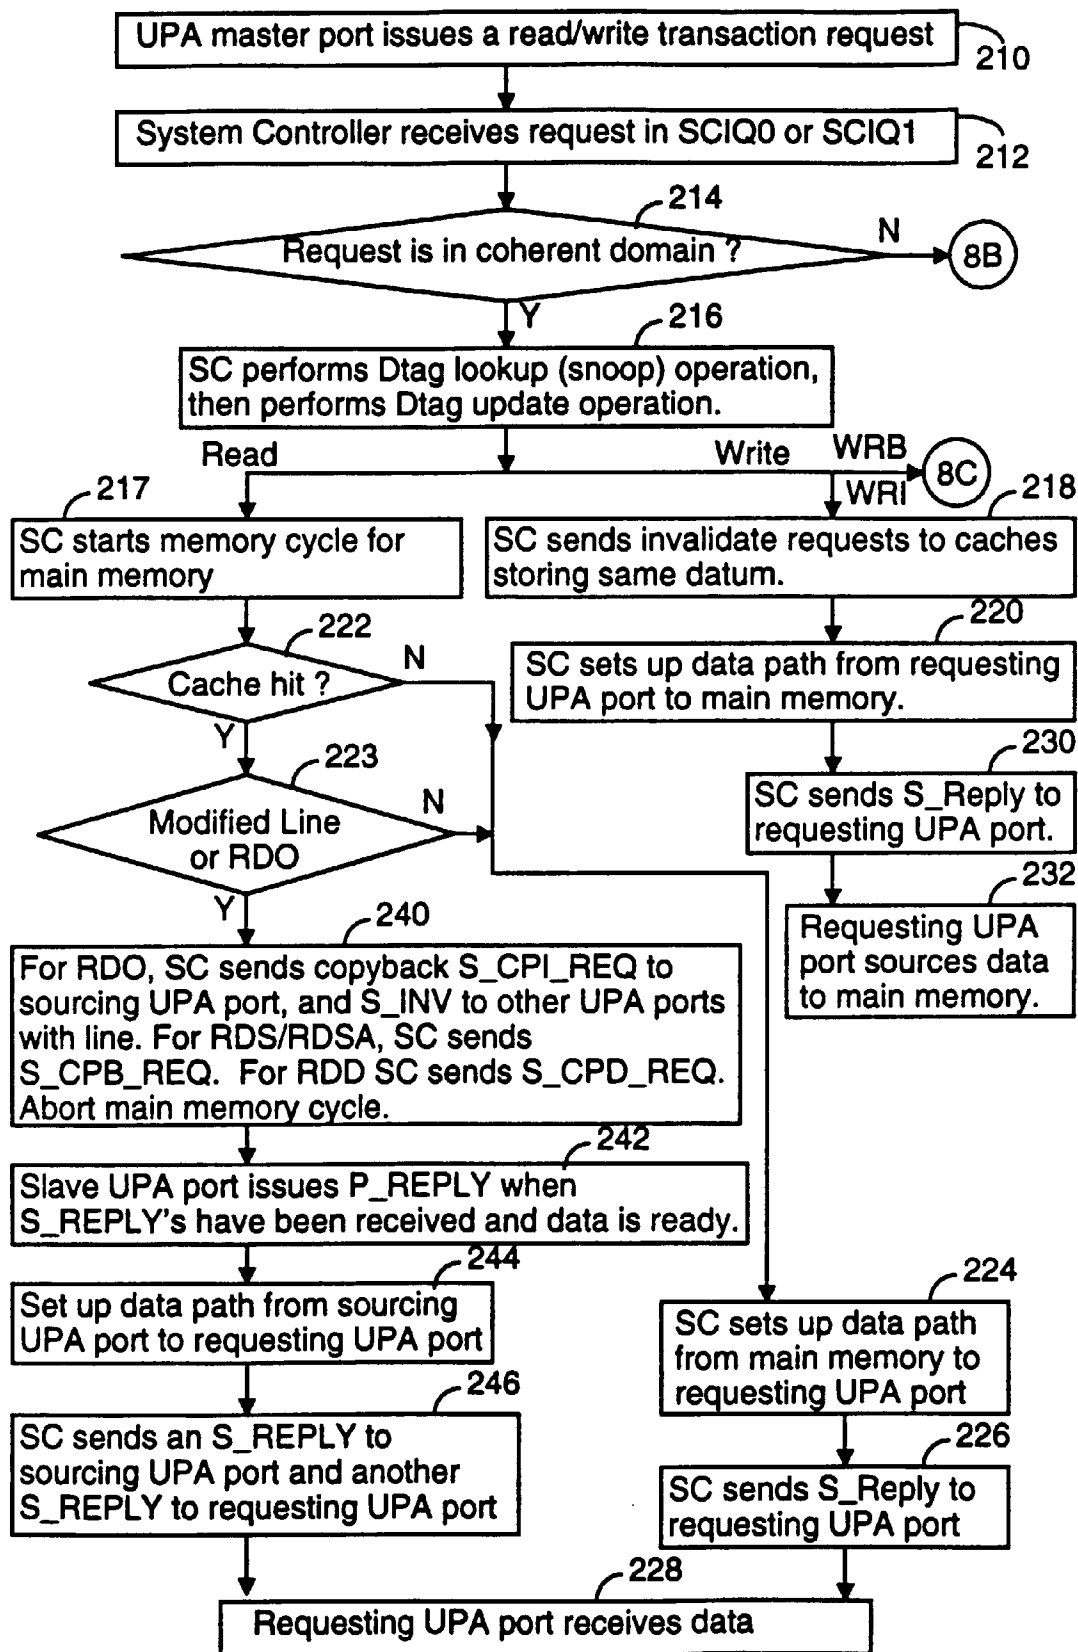 UPA master port issues a read/write transaction request
210
System Controller receives request in SCIQ0 or SCIQ1
212
214
Request is in coherent domain ?
N
8B
Y
216
SC performs Dtag lookup (snoop) operation,
then performs Dtag update operation.
Read
Write
WRB
8C
WRI
217
SC starts memory cycle for
main memory
218
SC sends invalidate requests to caches
storing same datum.
222
Cache hit ?
N
Y
220
SC sets up data path from requesting
UPA port to main memory.
223
Modified Line
or RDO
N
Y
230
SC sends S_Reply to
requesting UPA port.
232
Requesting UPA
port sources data
to main memory.
240
For RDO, SC sends copyback S_CPI_REQ to
sourcing UPA port, and S_INV to other UPA ports
with line. For RDS/RDSA, SC sends
S_CPB_REQ. For RDD SC sends S_CPD_REQ.
Abort main memory cycle.
242
Slave UPA port issues P_REPLY when
S_REPLY's have been received and data is ready.
244
Set up data path from sourcing
UPA port to requesting UPA port
224
SC sets up data path
from main memory to
requesting UPA port
246
SC sends an S_REPLY to
sourcing UPA port and another
S_REPLY to requesting UPA port
226
SC sends S_Reply to
requesting UPA port
228
Requesting UPA port receives data